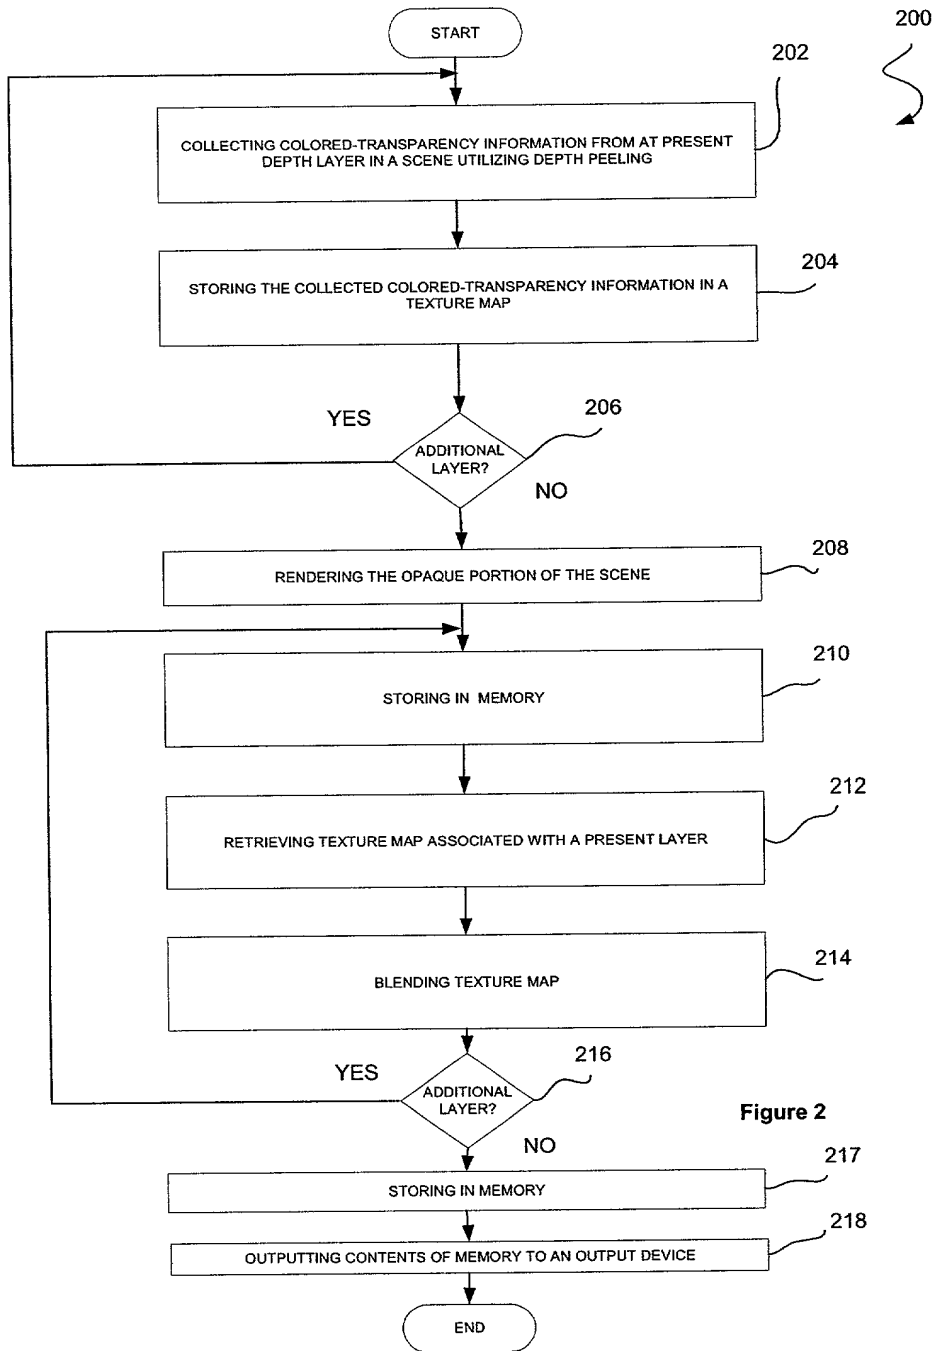 START
200
202
COLLECTING COLORED-TRANSPARENCY INFORMATION FROM AT PRESENT
DEPTH LAYER IN A SCENE UTILIZING DEPTH PEELING
204
STORING THE COLLECTED COLORED-TRANSPARENCY INFORMATION IN A
TEXTURE MAP
YES
206
ADDITIONAL
LAYER?
NO
208
RENDERING THE OPAQUE PORTION OF THE SCENE
210
STORING IN MEMORY
212
RETRIEVING TEXTURE MAP ASSOCIATED WITH A PRESENT LAYER
214
BLENDING TEXTURE MAP
216
YES
ADDITIONAL
LAYER?
Figure 2
NO
217
STORING IN MEMORY
218
OUTPUTTING CONTENTS OF MEMORY TO AN OUTPUT DEVICE
END